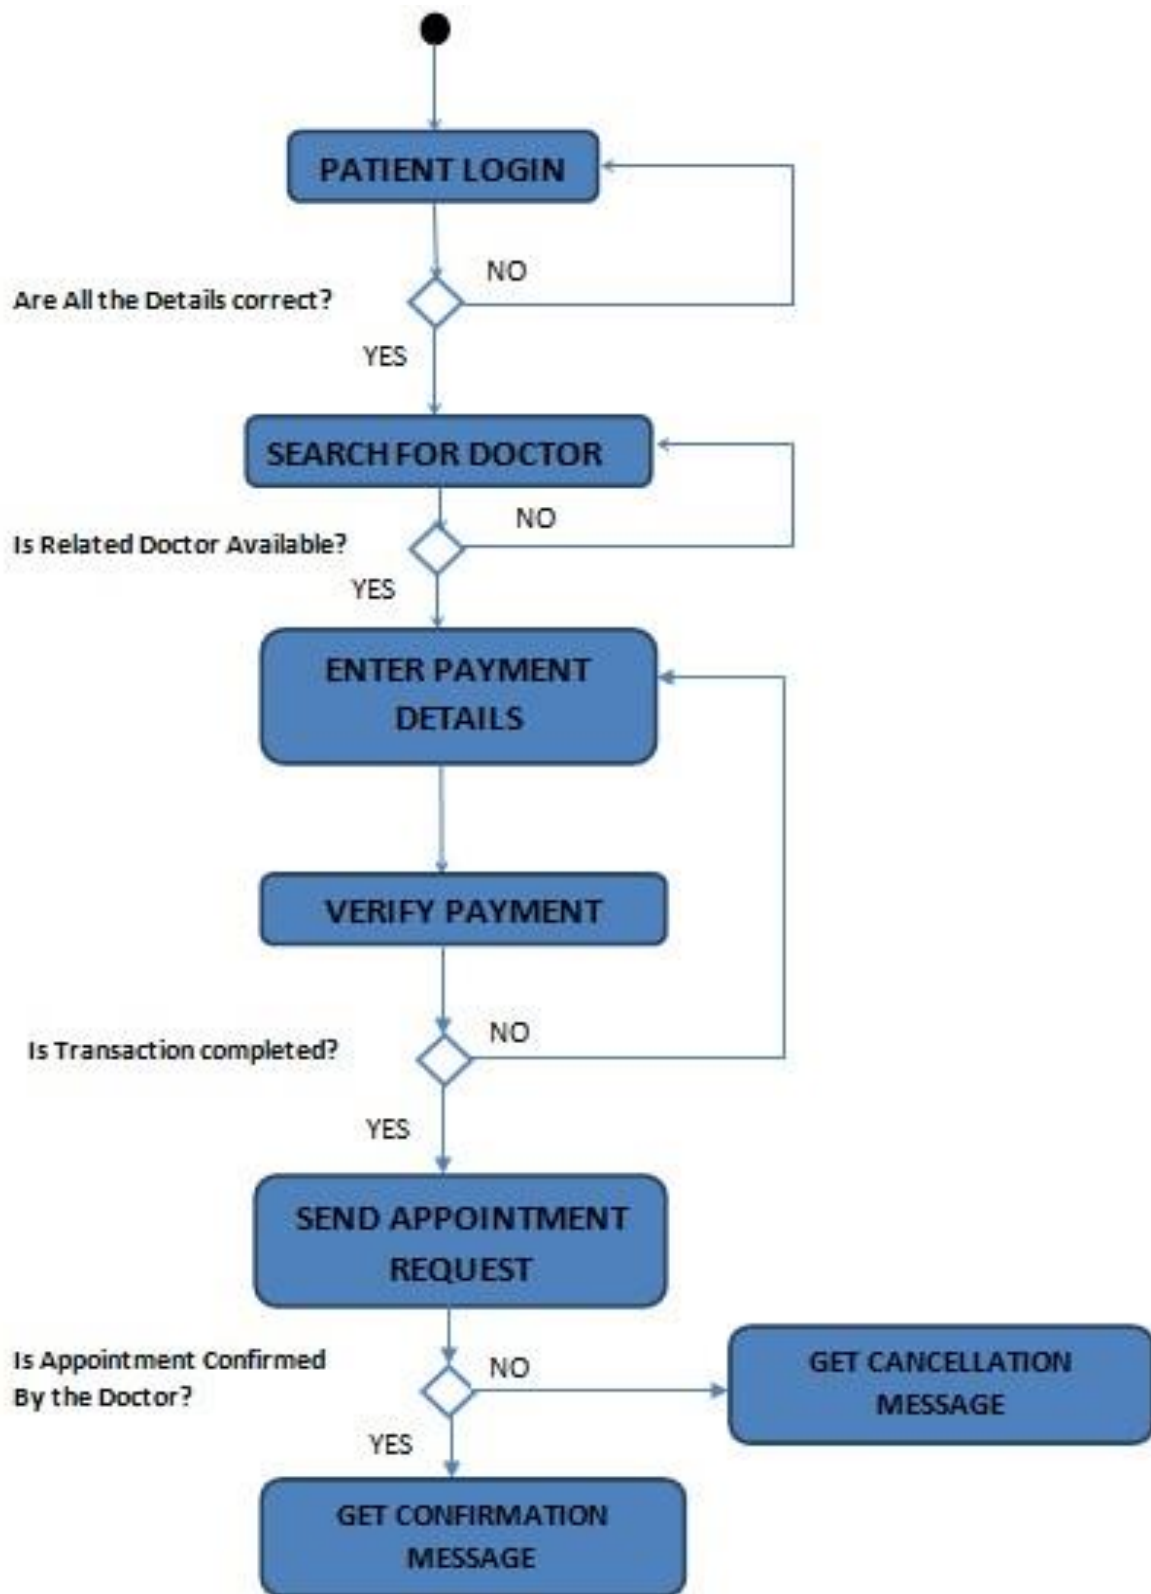 PATIENT LOGIN
NO
Are All the Details correct?
YES
SEARCH FOR DOCTOR
NO
Is Related Doctor Available?
YES
ENTER PAYMENT
DETAILS
VERIFY PAYMENT
NO
Is Transaction completed?
YES
SEND APPOINTMENT
REQUEST
Is Appointment Confirmed
By the Doctor?
NO
GET CANCELLATION
MESSAGE
YES
GET CONFIRMATION
MESSAGE